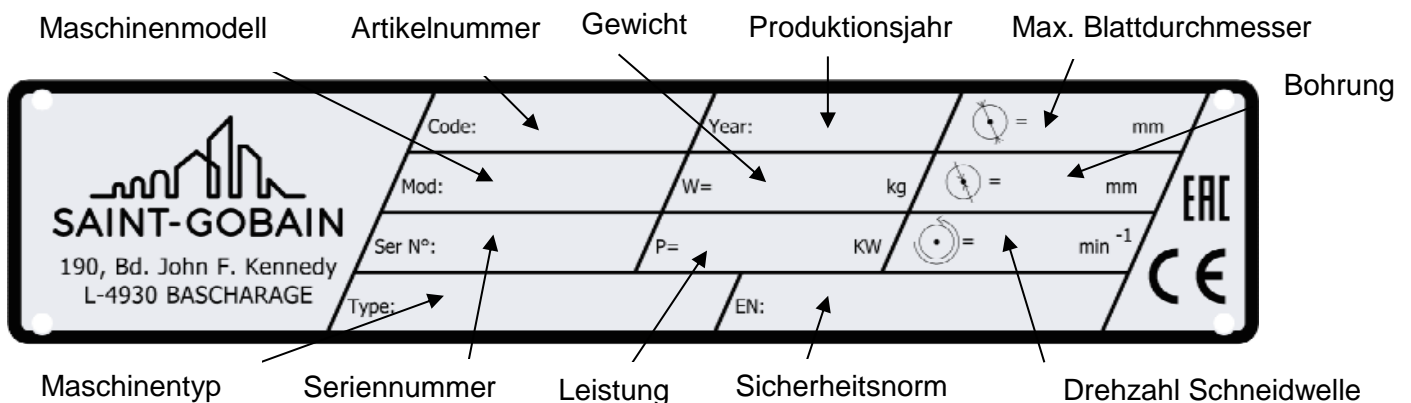 Maschinenmodell Artikelnummer Gewicht Produktionsjahr Max. Blattdurchmesser
Bohrung
Code: Year: = mm
Mod: W= kg = mm
SAINT-GOBAIN
Ser N°: P= KW = min -1
190, Bd. John F. Kennedy
L-4930 BASCHARAGE
Type: EN:
EAC
CE
Maschinentyp Seriennummer Leistung Sicherheitsnorm Drehzahl Schneidwelle